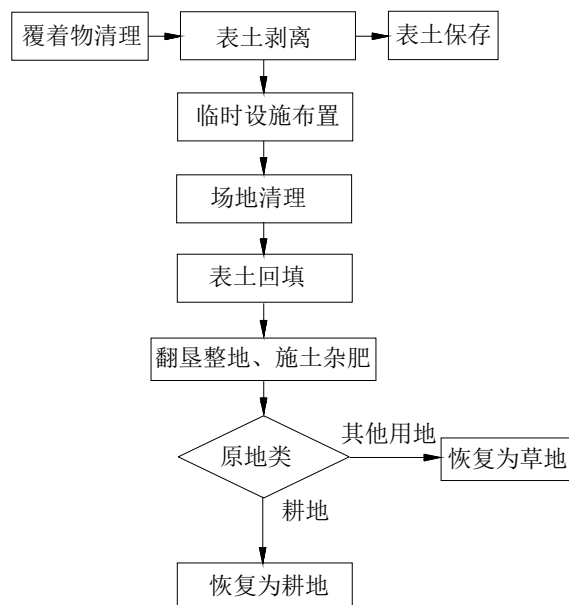 覆着物清理
表土剥离
表土保存
临时设施布置
场地清理
表土回填
翻垦整地、施土杂肥
原地类
其他用地
恢复为草地
耕地
恢复为耕地